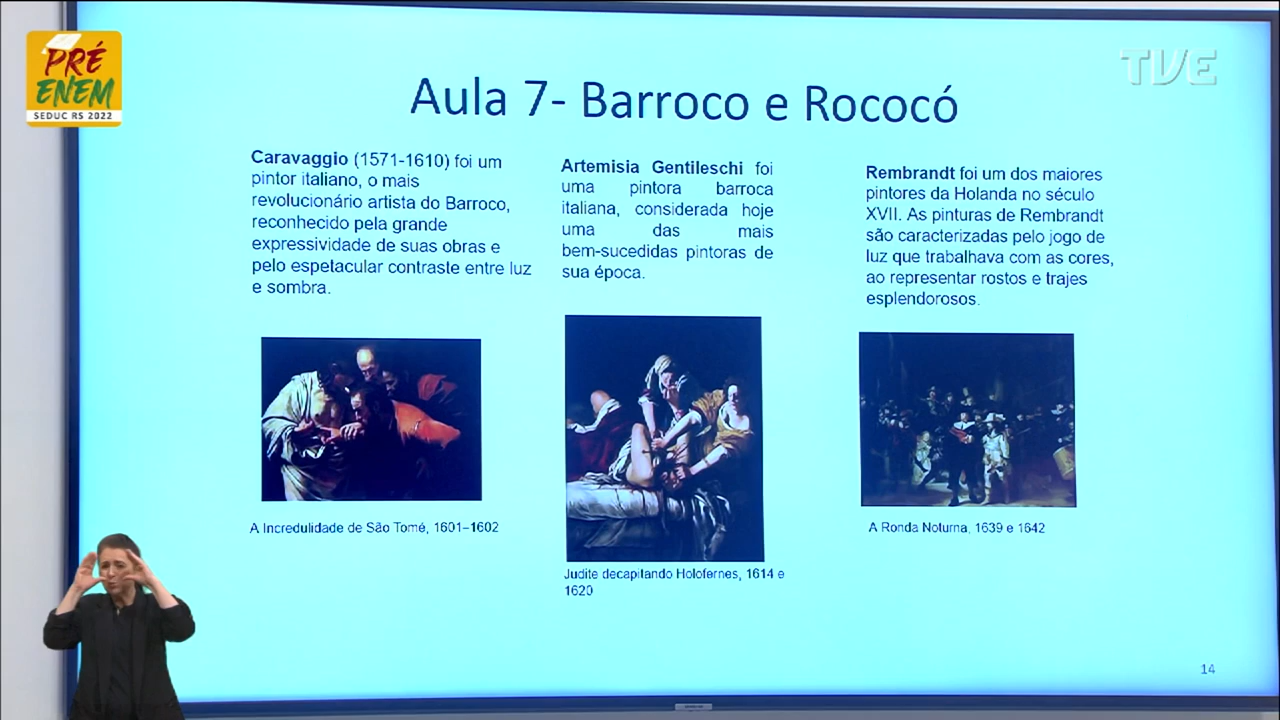 PRÉ
ENEM
SEDUC RS 2022
TVE
Aula 7- Barroco e Rococó
Caravaggio (1571-1610) foi um
pintor italiano, o mais
revolucionário artista do Barroco,
reconhecido pela grande
expressividade de suas obras e
pelo espetacular contraste entre luz
e sombra.
Artemisia Gentileschi foi
uma pintora barroca
italiana, considerada hoje
uma das mais
bem-sucedidas pintoras de
sua época.
Rembrandt foi um dos maiores
pintores da Holanda no século
XVII. As pinturas de Rembrandt
são caracterizadas pelo jogo de
luz que trabalhava com as cores,
ao representar rostos e trajes
esplendorosos.
A Incredulidade de São Tomé, 1601–1602
Judite decapitando Holofernes, 1614 e
1620
A Ronda Noturna, 1639 e 1642
14